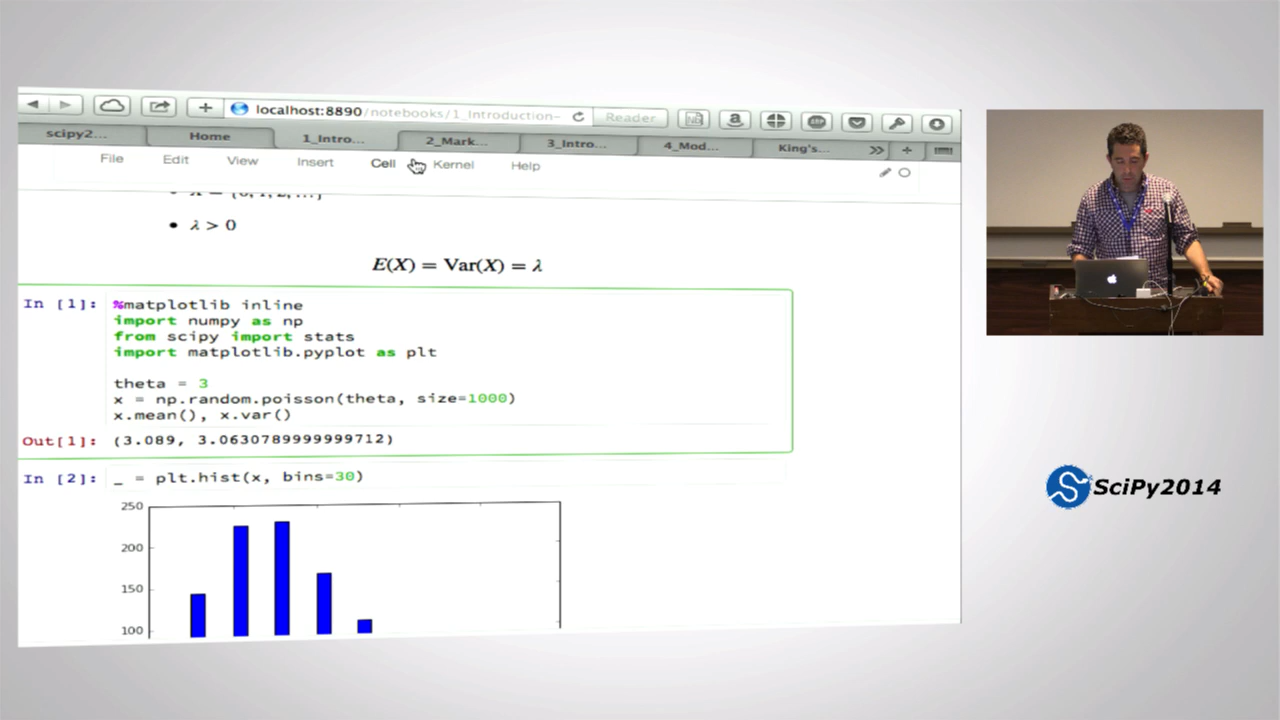 localhost:8890/notebooks/1_Introduction-
Reader
scipy2...
Home
1_Intro...
2_Mark...
3_Intro...
4_Mod...
King's...
File
Edit
View
Insert
Cell
Kernel
Help
• λ > 0
E(X) = Var(X) = λ
In [1]:
%matplotlib inline
import numpy as np
from scipy import stats
import matplotlib.pyplot as plt
theta = 3
x = np.random.poisson(theta, size=1000)
x.mean(), x.var()
Out[1]: (3.089, 3.0630789999999712)
In [2]: _ = plt.hist(x, bins=30)
250
200
150
100
SciPy2014